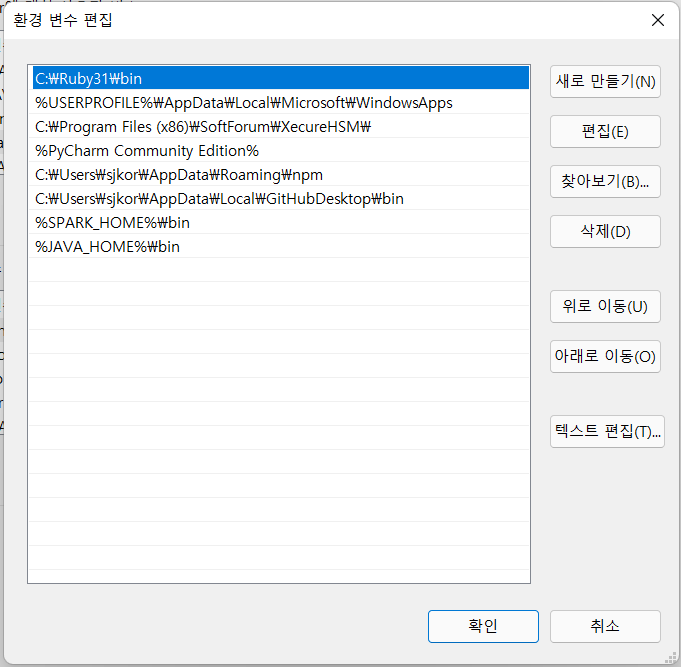 환경 변수 편집
C:₩Ruby31₩bin
%USERPROFILE%₩AppData₩Local₩Microsoft₩WindowsApps
C:₩Program Files (x86)₩SoftForum₩XecureHSM₩
%PyCharm Community Edition%
C:₩Users₩sjkor₩AppData₩Roaming₩npm
C:₩Users₩sjkor₩AppData₩Local₩GitHubDesktop₩bin
%SPARK_HOME%₩bin
%JAVA_HOME%₩bin
새로 만들기(N)
편집(E)
찾아보기(B)...
삭제(D)
위로 이동(U)
아래로 이동(O)
텍스트 편집(T)...
확인
취소